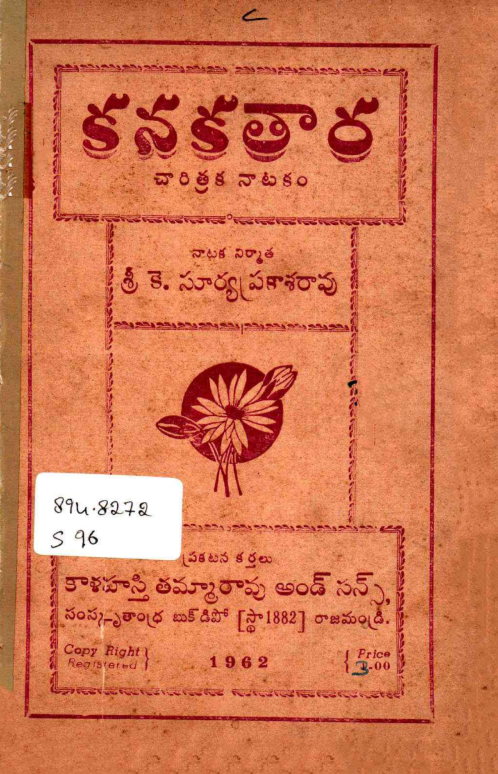 కనకతార
చారిత్రక నాటకం
నాటక నిర్మాత
శ్రీ కె. సూర్యప్రకాశరావు
894.8272
S 96
ప్రకటన కర్తలు
కాళహస్తి తమ్మారావు అండ్ సన్స్,
సంస్కృతాంధ్ర బుక్ డిపో [స్థా 1882] రాజమండ్రి.
Copy Right
Registered
1962
Price
3-00